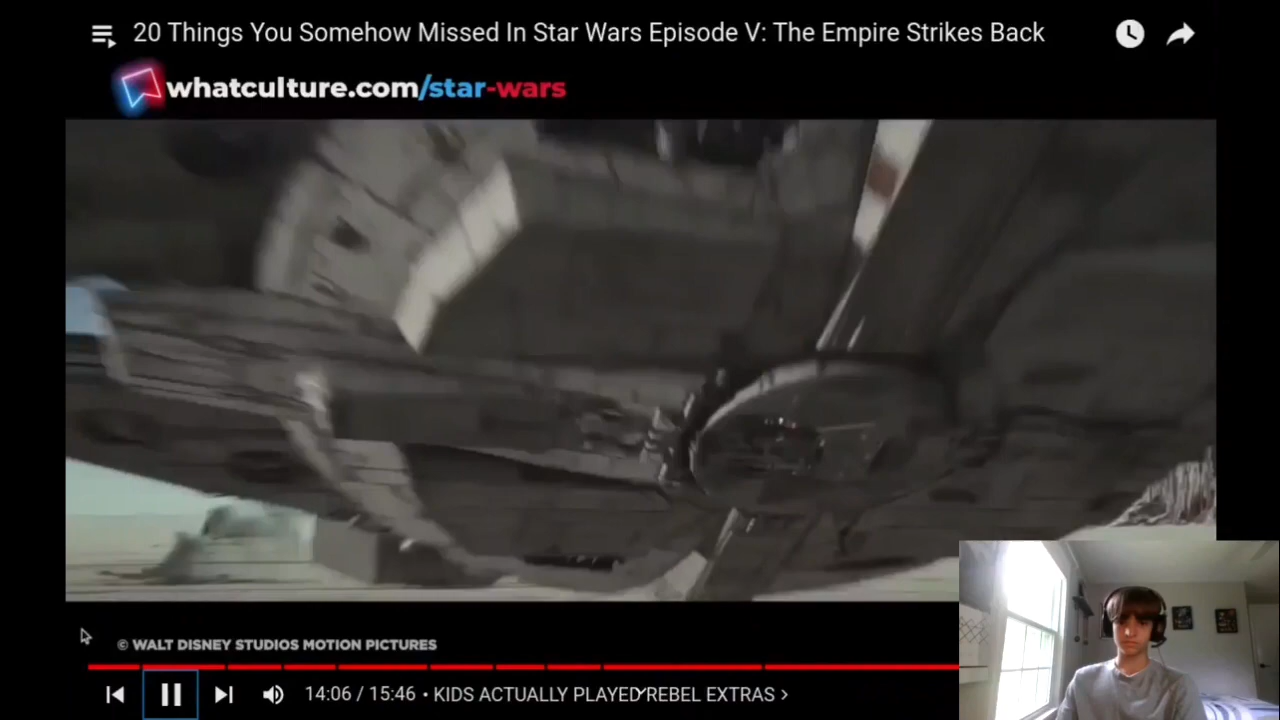 20 Things You Somehow Missed In Star Wars Episode V: The Empire Strikes Back
whatculture.com/star-wars
© WALT DISNEY STUDIOS MOTION PICTURES
14:06 / 15:46 • KIDS ACTUALLY PLAYED REBEL EXTRAS >